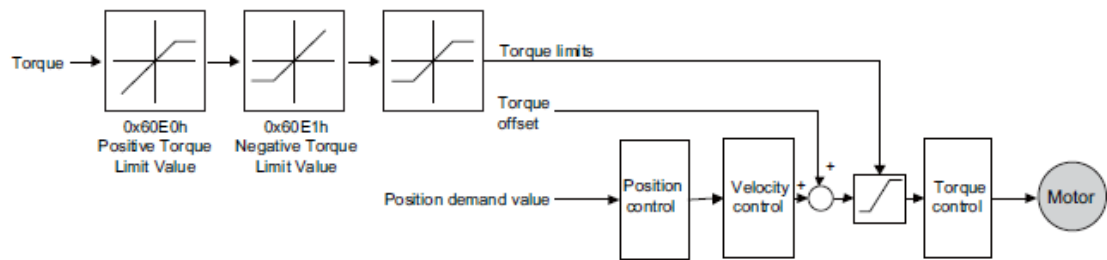 Torque
0x60E0h
Positive Torque
Limit Value
0x60E1h
Negative Torque
Limit Value
Torque limits
Torque
offset
Position demand value
Position
control
Velocity
control
+
+
Torque
control
Motor